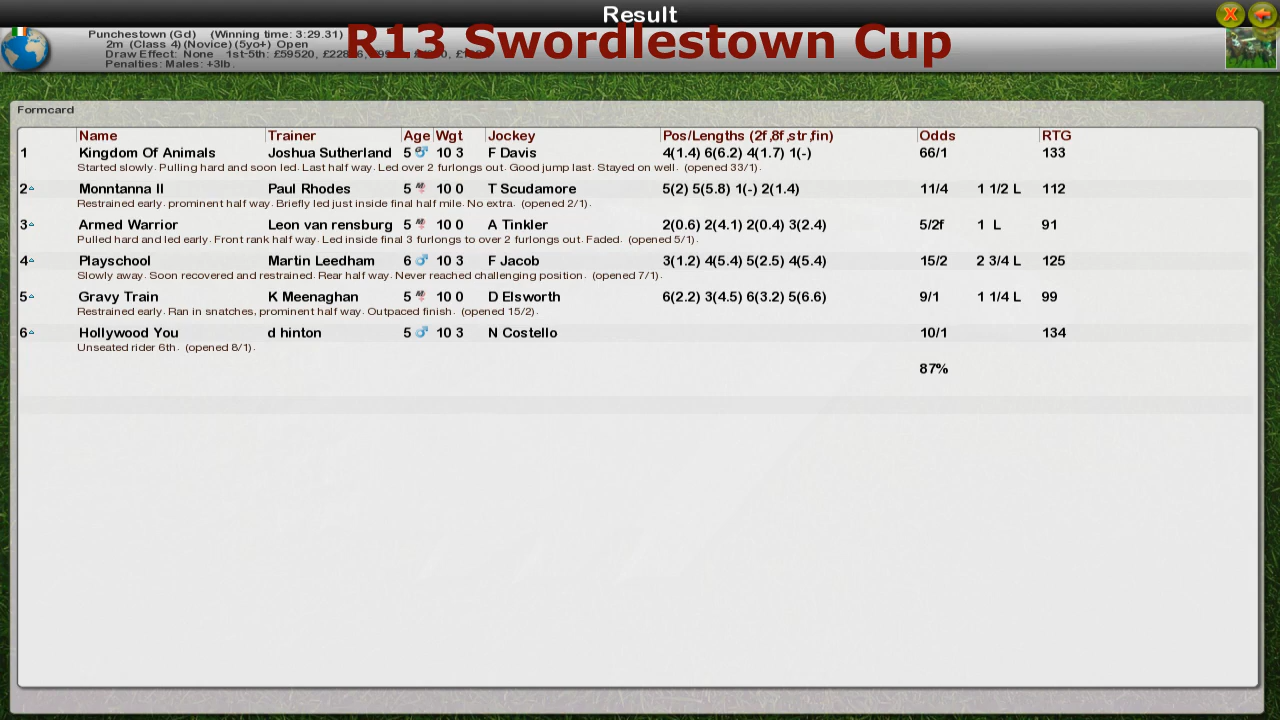 Result
R13 Swordlestown Cup
Punchestown (Gd) (Winning time: 3:29.31)
2m (Class 4) (Novice) (5yo+) Open
Draw Effect: None 1st-5th: £59520,
Penalties: Males: +3lb.
Formcard
Name Trainer Age Wgt Jockey Pos/Lengths (2f,8f,str,fin) Odds RTG
1 Kingdom Of Animals Joshua Sutherland 5 10 3 F Davis 4(1.4) 6(6.2) 4(1.7) 1(-) 66/1 133
Started slowly. Pulling hard and soon led. Last half way. Led over 2 furlongs out. Good jump last. Stayed on well. (opened 33/1).
2 Monntanna II Paul Rhodes 5 10 0 T Scudamore 5(2) 5(5.8) 1(-) 2(1.4) 11/4 1 1/2 L 112
Restrained early. prominent half way. Briefly led just inside final half mile. No extra. (opened 2/1).
3 Armed Warrior Leon van rensburg 5 10 0 A Tinkler 2(0.6) 2(4.1) 2(0.4) 3(2.4) 5/2f 1 L 91
Pulled hard and led early. Front rank half way. Led inside final 3 furlongs to over 2 furlongs out. Faded. (opened 5/1).
4 Playschool Martin Leedham 6 10 3 F Jacob 3(1.2) 4(5.4) 5(2.5) 4(5.4) 15/2 2 3/4 L 125
Slowly away. Soon recovered and restrained. Rear half way. Never reached challenging position. (opened 7/1).
5 Gravy Train K Meenaghan 5 10 0 D Elsworth 6(2.2) 3(4.5) 6(3.2) 5(6.6) 9/1 1 1/4 L 99
Restrained early. Ran in snatches, prominent half way. Outpaced finish. (opened 15/2).
6 Hollywood You d hinton 5 10 3 N Costello 10/1 134
Unseated rider 6th. (opened 8/1).
87%